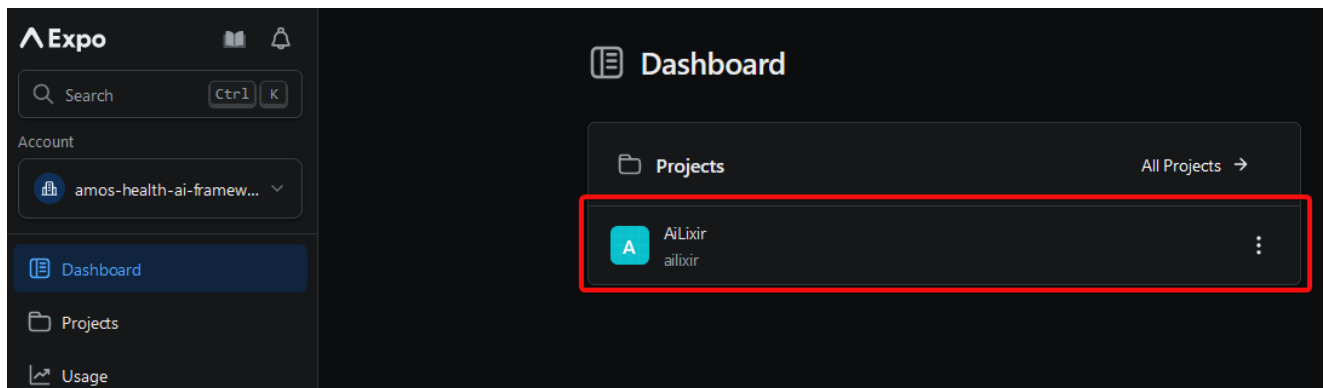 Expo
Search Ctrl K
Account
amos-health-ai-framew...
Dashboard
Projects
Usage
Dashboard
Projects
All Projects →
A
AiLixir
ailixir